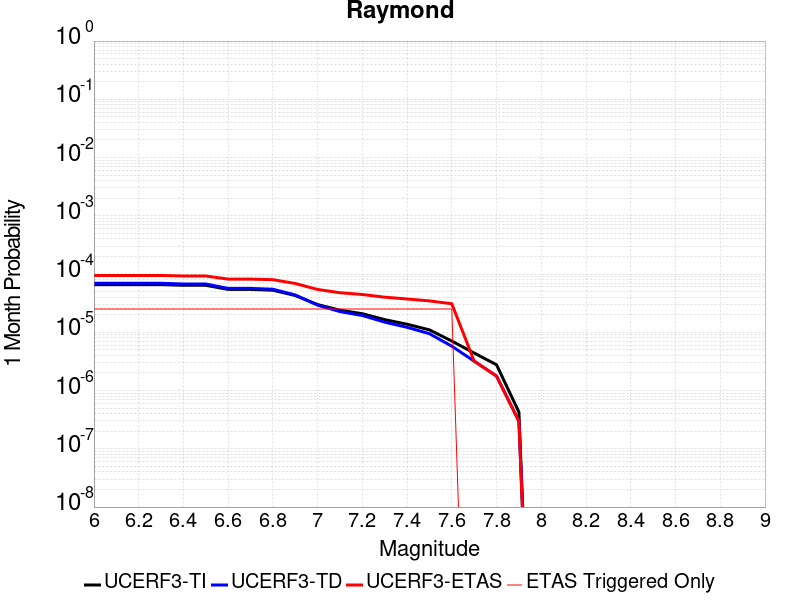 Raymond
10^0
10^-1
10^-2
10^-3
10^-4
10^-5
10^-6
10^-7
10^-8
1 Month Probability
6 6.2 6.4 6.6 6.8 7 7.2 7.4 7.6 7.8 8 8.2 8.4 8.6 8.8 9
Magnitude
UCERF3-TI UCERF3-TD UCERF3-ETAS ETAS Triggered Only